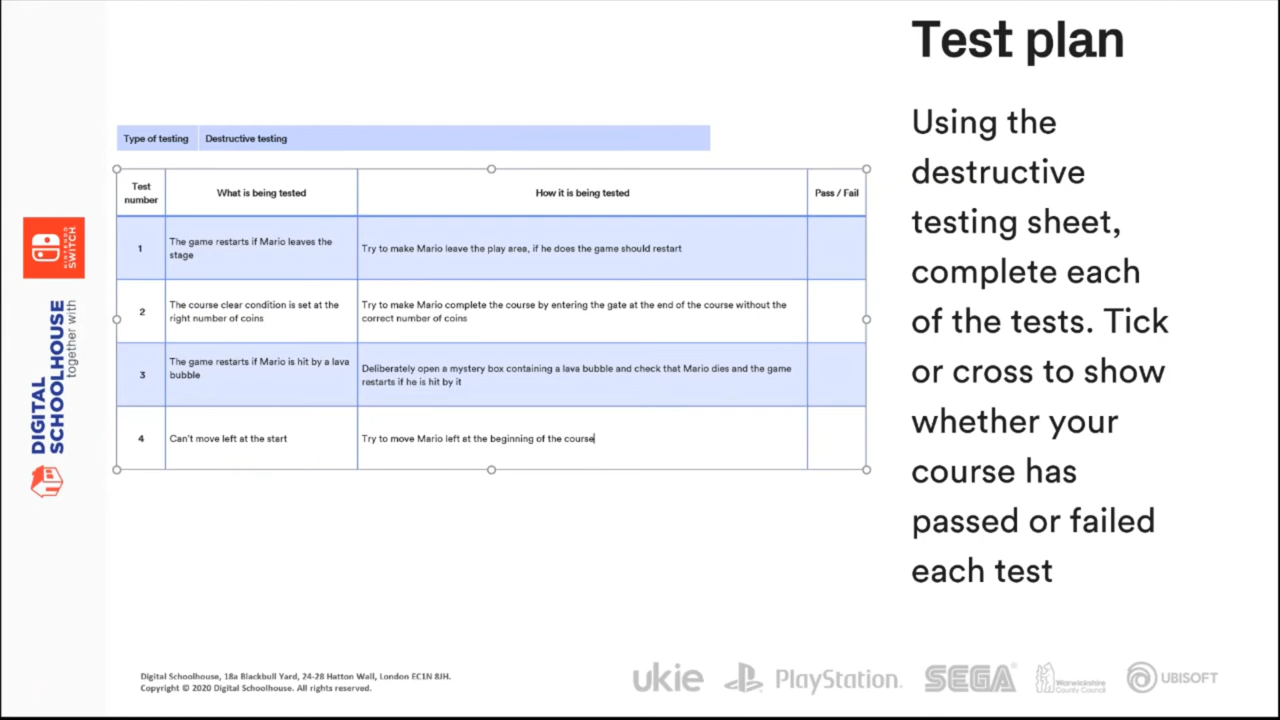 Test plan
Using the
destructive
testing sheet,
complete each
of the tests. Tick
or cross to show
whether your
course has
passed or failed
each test
Type of testing Destructive testing
Test number What is being tested How it is being tested Pass / Fail
1
The game restarts if Mario leaves the
stage
Try to make Mario leave the play area, if he does the game should restart
2
The course clear condition is set at the
right number of coins
Try to make Mario complete the course by entering the gate at the end of the course without the
correct number of coins
3
The game restarts if Mario is hit by a lava
bubble
Deliberately open a mystery box containing a lava bubble and check that Mario dies and the game
restarts if he is hit by it
4
Can't move left at the start
Try to move Mario left at the beginning of the course
NINTENDO
SWITCH
DIGITAL
SCHOOLHOUSE
together with
Digital Schoolhouse, 18a Blackbull Yard, 24-28 Hatton Wall, London EC1N 8JH.
Copyright © 2020 Digital Schoolhouse. All rights reserved.
ukie
PlayStation.
SEGA
Warwickshire
County Council
UBISOFT